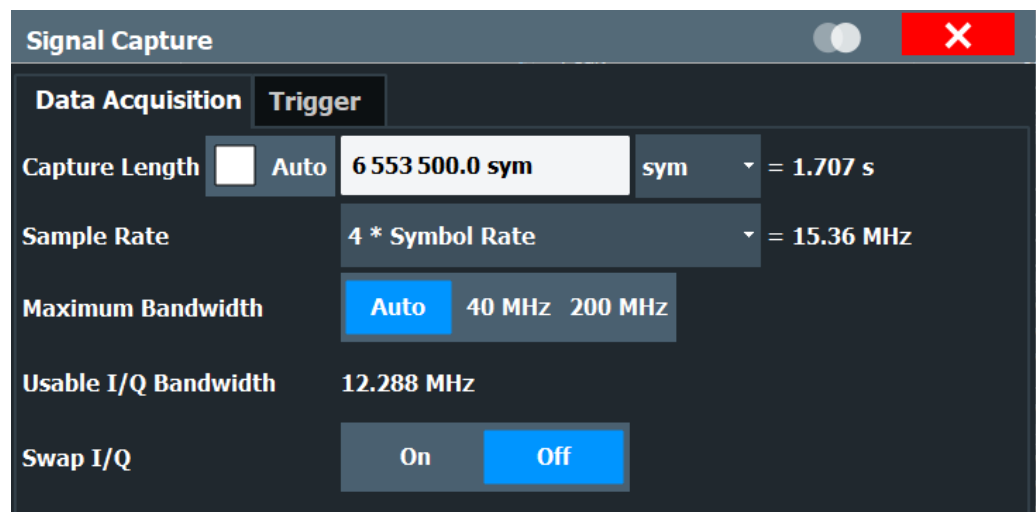 Signal Capture
Data Acquisition Trigger
Capture Length Auto 6 553 500.0 sym sym = 1.707 s
Sample Rate 4 * Symbol Rate = 15.36 MHz
Maximum Bandwidth Auto 40 MHz 200 MHz
Usable I/Q Bandwidth 12.288 MHz
Swap I/Q On Off